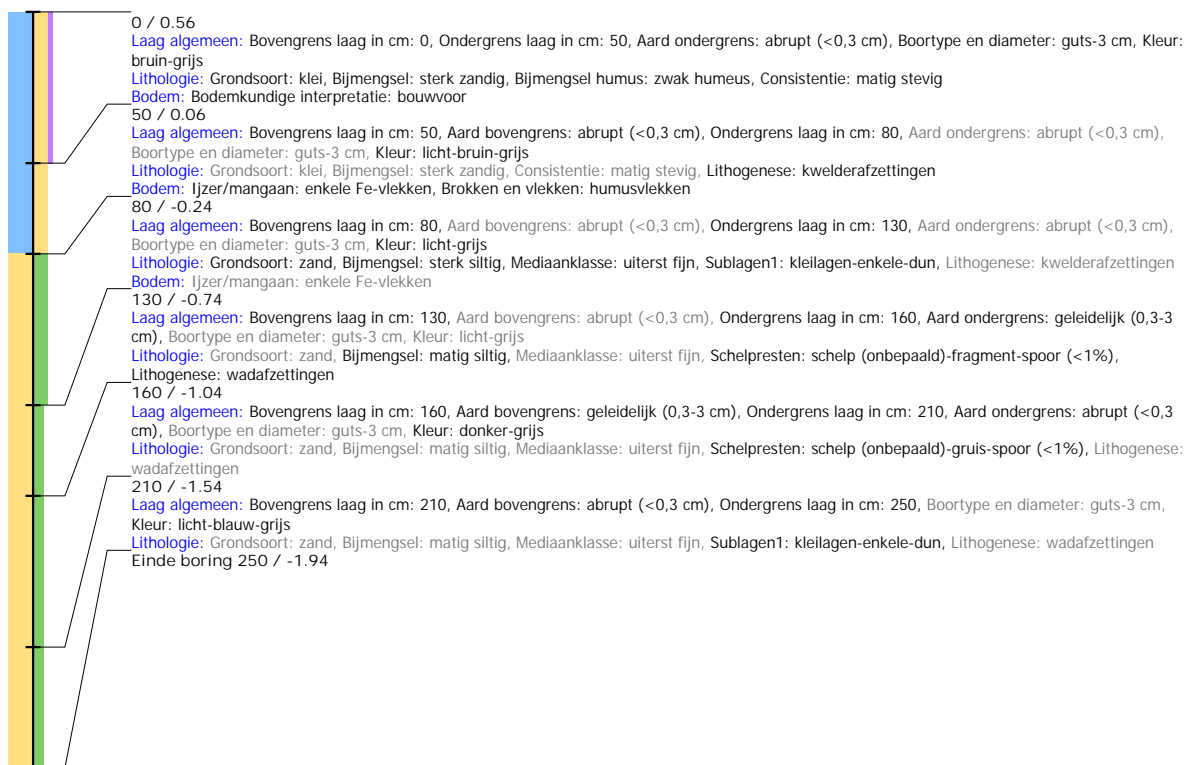 0 / 0.56
Laag algemeen: Bovengrens laag in cm: 0, Ondergrens laag in cm: 50, Aard ondergrens: abrupt (<0,3 cm), Boortype en diameter: guts-3 cm, Kleur:
bruin-grijs
Lithologie: Grondsoort: klei, Bijmengsel: sterk zandig, Bijmengsel humus: zwak humeus, Consistentie: matig stevig
Bodem: Bodemkundige interpretatie: bouwvoor
50 / 0.06
Laag algemeen: Bovengrens laag in cm: 50, Aard bovengrens: abrupt (<0,3 cm), Ondergrens laag in cm: 80, Aard ondergrens: abrupt (<0,3 cm),
Boortype en diameter: guts-3 cm, Kleur: licht-bruin-grijs
Lithologie: Grondsoort: klei, Bijmengsel: sterk zandig, Consistentie: matig stevig, Lithogenese: kwelderafzettingen
Bodem: Ijzer/mangaan: enkele Fe-vlekken, Brokken en vlekken: humusvlekken
80 / -0.24
Laag algemeen: Bovengrens laag in cm: 80, Aard bovengrens: abrupt (<0,3 cm), Ondergrens laag in cm: 130, Aard ondergrens: abrupt (<0,3 cm),
Boortype en diameter: guts-3 cm, Kleur: licht-grijs
Lithologie: Grondsoort: zand, Bijmengsel: sterk siltig, Mediaanklasse: uiterst fijn, Sublagen1: kleilagen-enkele-dun, Lithogenese: kwelderafzettingen
Bodem: Ijzer/mangaan: enkele Fe-vlekken
130 / -0.74
Laag algemeen: Bovengrens laag in cm: 130, Aard bovengrens: abrupt (<0,3 cm), Ondergrens laag in cm: 160, Aard ondergrens: geleidelijk (0,3-3
cm), Boortype en diameter: guts-3 cm, Kleur: licht-grijs
Lithologie: Grondsoort: zand, Bijmengsel: matig siltig, Mediaanklasse: uiterst fijn, Schelpresten: schelp (onbepaald)-fragment-spoor (<1%),
Lithogenese: wadafzettingen
160 / -1.04
Laag algemeen: Bovengrens laag in cm: 160, Aard bovengrens: geleidelijk (0,3-3 cm), Ondergrens laag in cm: 210, Aard ondergrens: abrupt (<0,3
cm), Boortype en diameter: guts-3 cm, Kleur: donker-grijs
Lithologie: Grondsoort: zand, Bijmengsel: matig siltig, Mediaanklasse: uiterst fijn, Schelpresten: schelp (onbepaald)-gruis-spoor (<1%), Lithogenese:
wadafzettingen
210 / -1.54
Laag algemeen: Bovengrens laag in cm: 210, Aard bovengrens: abrupt (<0,3 cm), Ondergrens laag in cm: 250, Boortype en diameter: guts-3 cm,
Kleur: licht-blauw-grijs
Lithologie: Grondsoort: zand, Bijmengsel: matig siltig, Mediaanklasse: uiterst fijn, Sublagen1: kleilagen-enkele-dun, Lithogenese: wadafzettingen
Einde boring 250 / -1.94